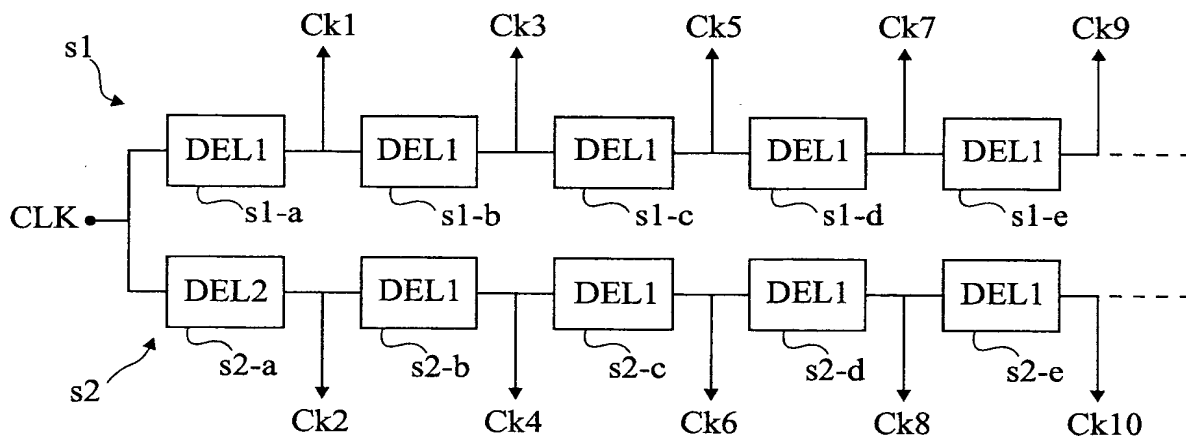 Ck1 Ck3 Ck5 Ck7 Ck9
s1
DEL1 DEL1 DEL1 DEL1 DEL1
s1-a s1-b s1-c s1-d s1-e
CLK
DEL2 DEL1 DEL1 DEL1 DEL1
s2-a s2-b s2-c s2-d s2-e
s2
Ck2 Ck4 Ck6 Ck8 Ck10